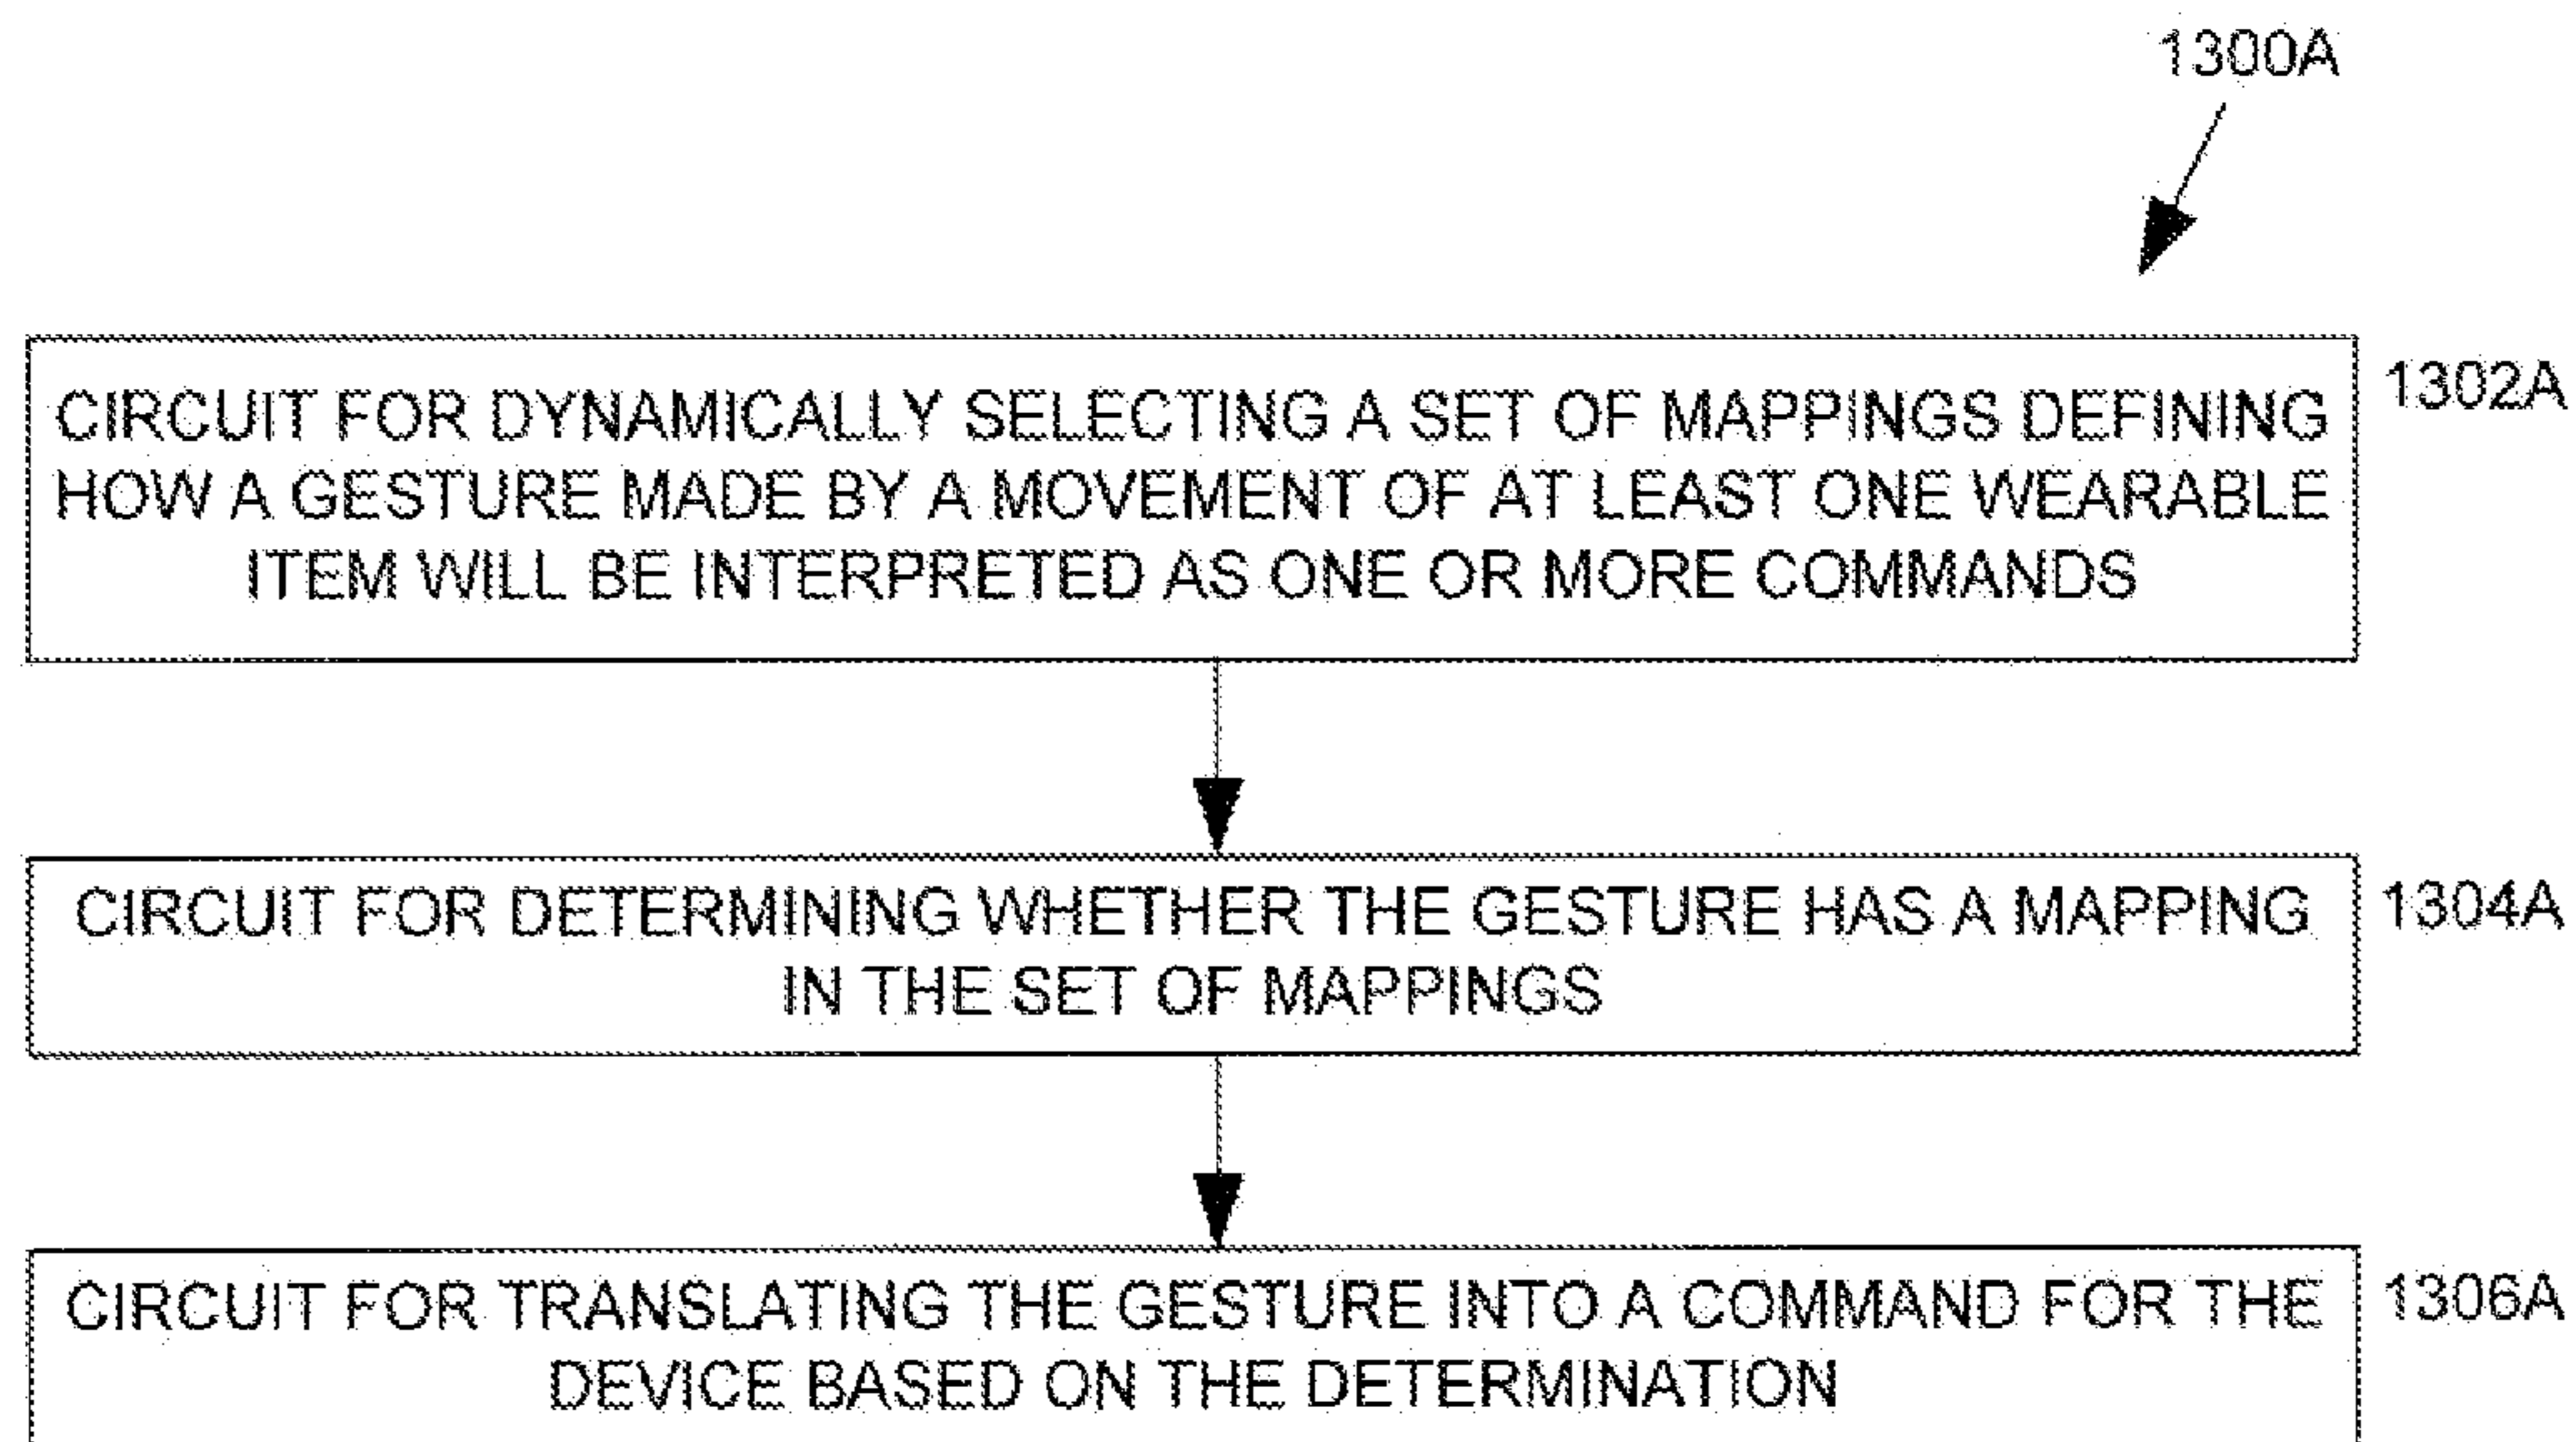 1300A
CIRCUIT FOR DYNAMICALLY SELECTING A SET OF MAPPINGS DEFINING
HOW A GESTURE MADE BY A MOVEMENT OF AT LEAST ONE WEARABLE
ITEM WILL BE INTERPRETED AS ONE OR MORE COMMANDS
1302A
CIRCUIT FOR DETERMINING WHETHER THE GESTURE HAS A MAPPING
IN THE SET OF MAPPINGS
1304A
CIRCUIT FOR TRANSLATING THE GESTURE INTO A COMMAND FOR THE
DEVICE BASED ON THE DETERMINATION
1306A